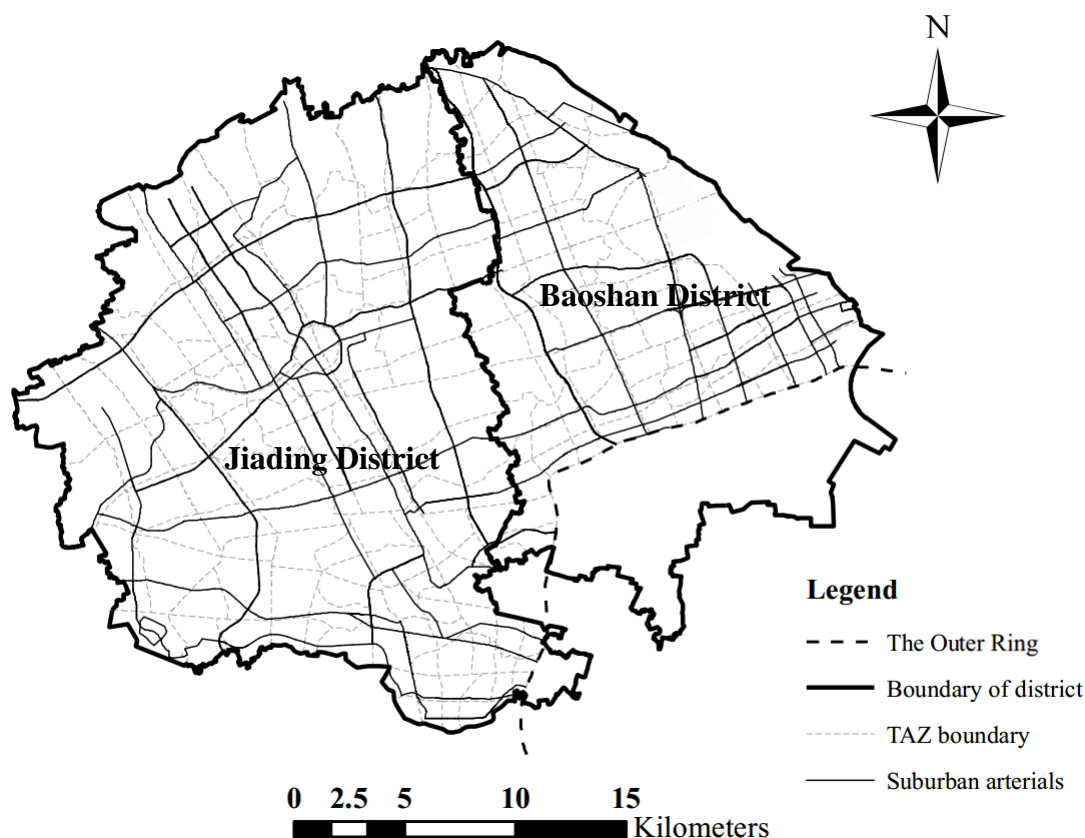 N
Baoshan District
Jiading District
Legend
The Outer Ring
Boundary of district
TAZ boundary
Suburban arterials
0 2.5 5 10 15
Kilometers